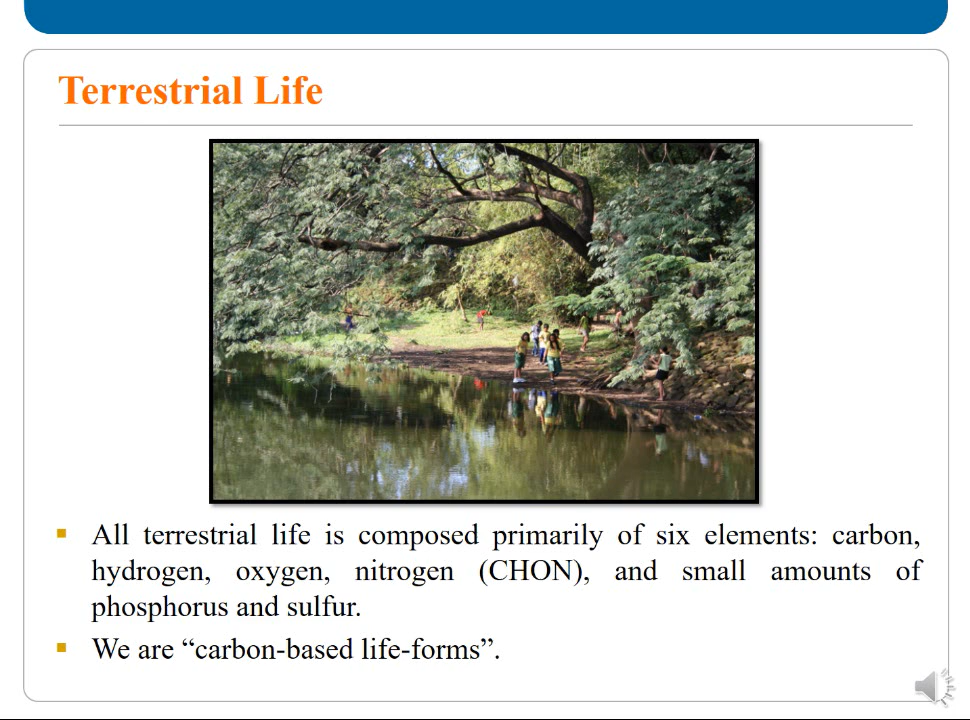 Terrestrial Life
▪ All terrestrial life is composed primarily of six elements: carbon,
hydrogen, oxygen, nitrogen (CHON), and small amounts of
phosphorus and sulfur.
▪ We are “carbon-based life-forms”.